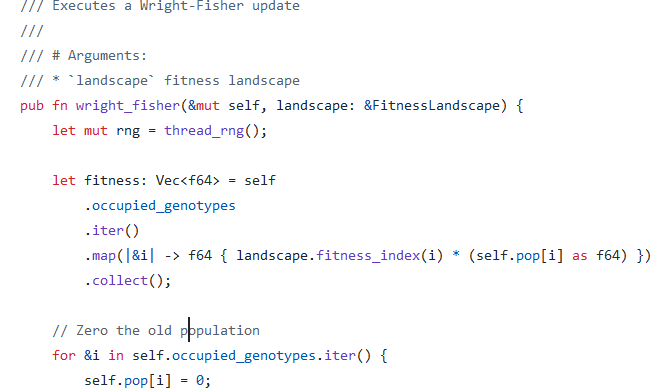 /// Executes a Wright-Fisher update
///
/// # Arguments:
/// * `landscape` fitness landscape
pub fn wright_fisher(&mut self, landscape: &FitnessLandscape) {
    let mut rng = thread_rng();

    let fitness: Vec<f64> = self
        .occupied_genotypes
        .iter()
        .map(|&i| -> f64 { landscape.fitness_index(i) * (self.pop[i] as f64) })
        .collect();

    // Zero the old population
    for &i in self.occupied_genotypes.iter() {
        self.pop[i] = 0;